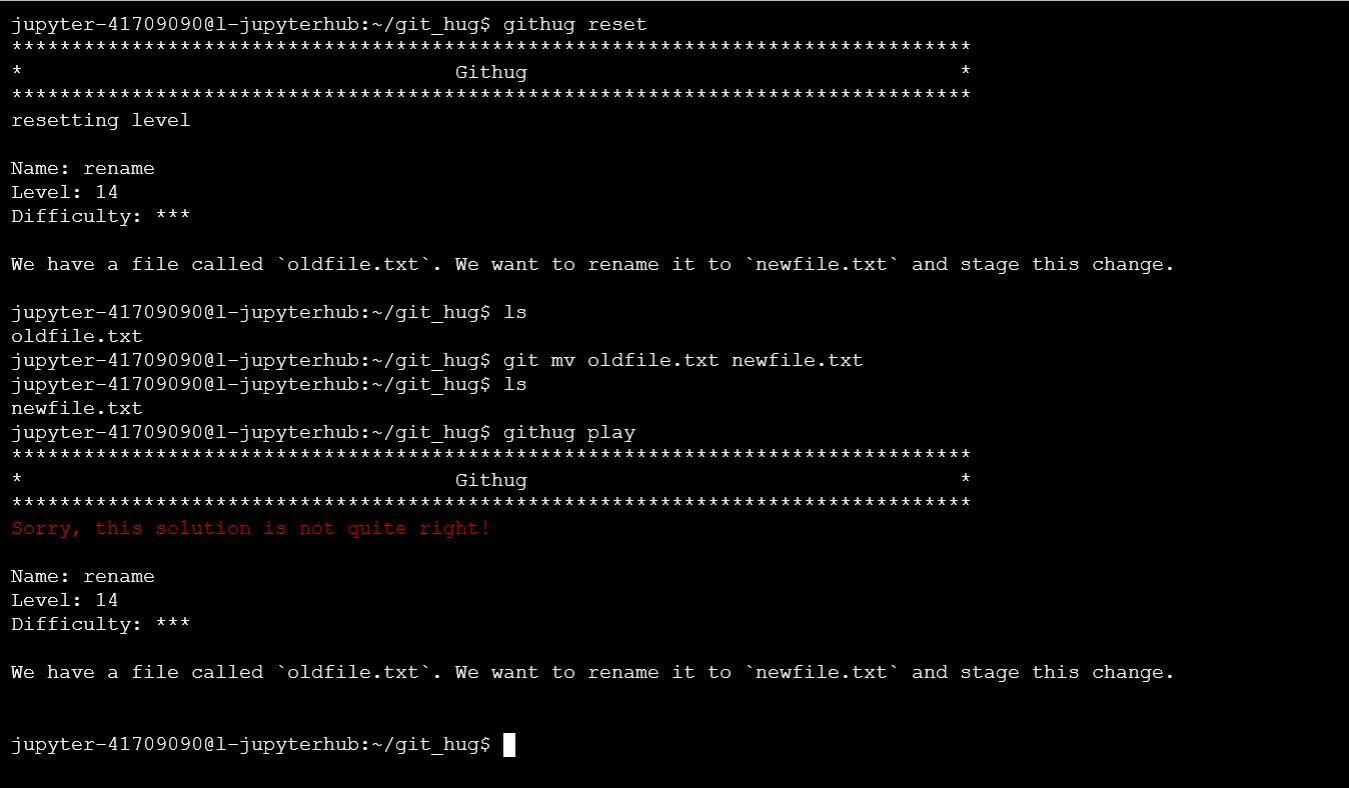 jupyter-41709090@l-jupyterhub:~/git_hug$ githug reset
********************************************************************************
*                                    Githug                                    *
********************************************************************************
resetting level
Name: rename
Level: 14
Difficulty: ***
We have a file called `oldfile.txt`. We want to rename it to `newfile.txt` and stage this change.
jupyter-41709090@l-jupyterhub:~/git_hug$ ls
oldfile.txt
jupyter-41709090@l-jupyterhub:~/git_hug$ git mv oldfile.txt newfile.txt
jupyter-41709090@l-jupyterhub:~/git_hug$ ls
newfile.txt
jupyter-41709090@l-jupyterhub:~/git_hug$ githug play
********************************************************************************
*                                    Githug                                    *
********************************************************************************
Sorry, this solution is not quite right!
Name: rename
Level: 14
Difficulty: ***
We have a file called `oldfile.txt`. We want to rename it to `newfile.txt` and stage this change.
jupyter-41709090@l-jupyterhub:~/git_hug$